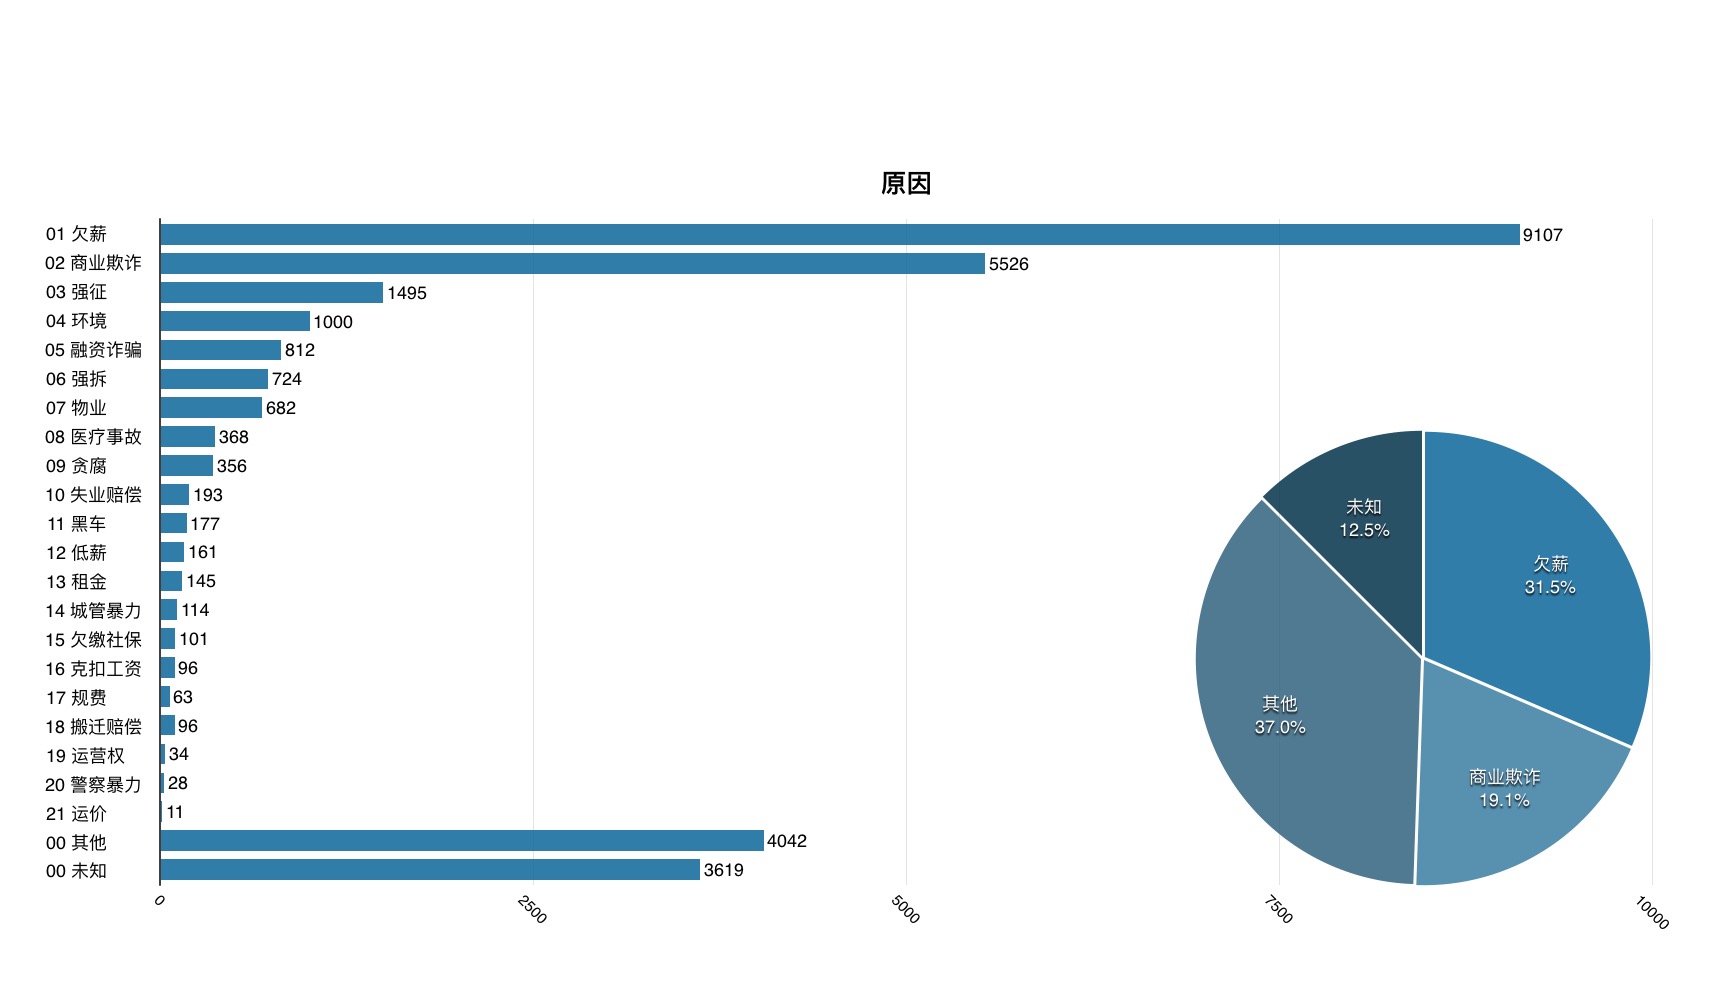 原因
01 欠薪 9107
02 商业欺诈 5526
03 强征 1495
04 环境 1000
05 融资诈骗 812
06 强拆 724
07 物业 682
08 医疗事故 368
09 贪腐 356
10 失业赔偿 193
11 黑车 177
12 低薪 161
13 租金 145
14 城管暴力 114
15 欠缴社保 101
16 克扣工资 96
17 规费 63
18 搬迁赔偿 96
19 运营权 34
20 警察暴力 28
21 运价 11
00 其他 4042
00 未知 3619
0 2500 5000 7500 10000
未知
12.5%
欠薪
31.5%
其他
37.0%
商业欺诈
19.1%